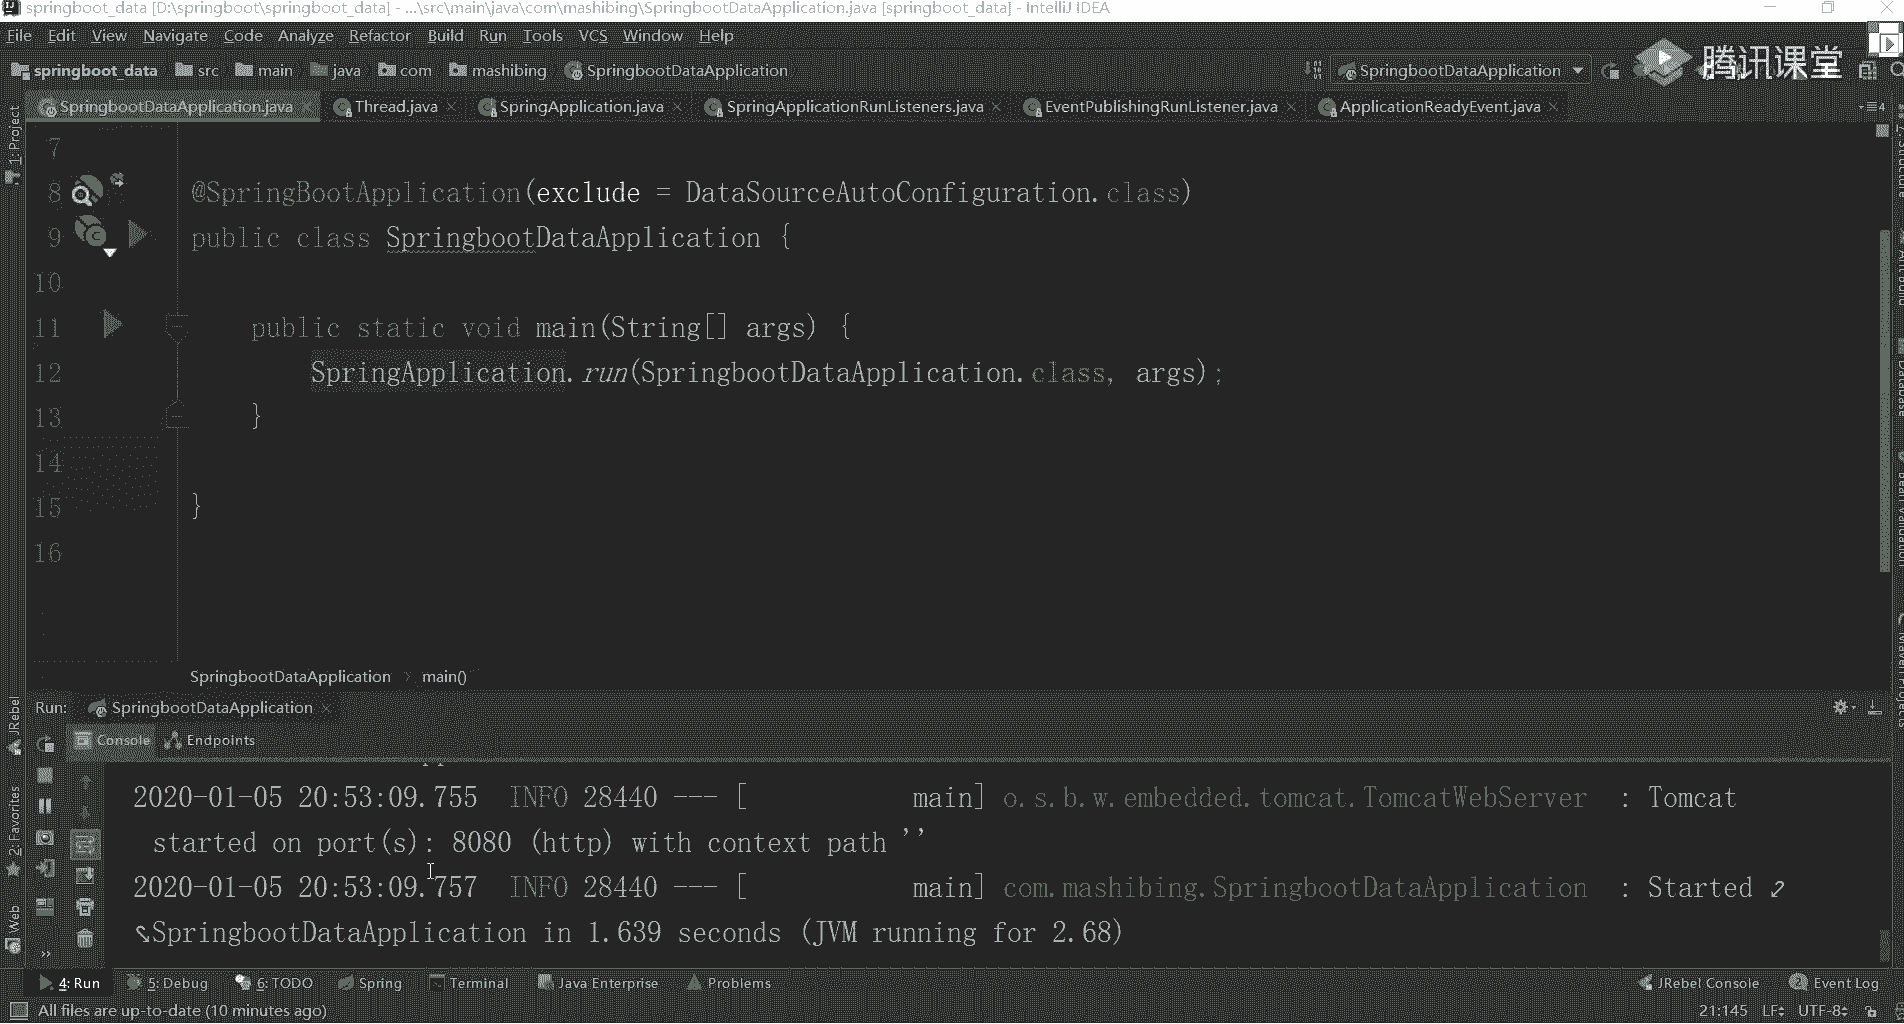 springboot_data [D:\springboot\springboot_data] - ...\src\main\java\com\mashibing\SpringbootDataApplication.java [springboot_data] - IntelliJ IDEA
File Edit View Navigate Code Analyze Refactor Build Run Tools VCS Window Help
springboot_data src main java com mashibing SpringbootDataApplication SpringbootDataApplication 腾讯课堂
SpringbootDataApplication.java Thread.java SpringApplication.java SpringApplicationRunListeners.java EventPublishingRunListener.java ApplicationReadyEvent.java 4
1: Project
7
8 @SpringBootApplication(exclude = DataSourceAutoConfiguration.class)
9 public class SpringbootDataApplication {
10
11 public static void main(String[] args) {
12 SpringApplication.run(SpringbootDataApplication.class, args);
13 }
14
15 }
16
SpringbootDataApplication main()
Run: SpringbootDataApplication
JRebel
Console Endpoints
2020-01-05 20:53:09.755 INFO 28440 --- [ main] o.s.b.w.embedded.tomcat.TomcatWebServer : Tomcat
started on port(s): 8080 (http) with context path ''
2020-01-05 20:53:09.757 INFO 28440 --- [ main] com.mashibing.SpringbootDataApplication : Started
SpringbootDataApplication in 1.639 seconds (JVM running for 2.68)
2: Favorites
Web
4: Run 5: Debug 6: TODO Spring Terminal Java Enterprise Problems JRebel Console 2 Event Log
All files are up-to-date (10 minutes ago) 21:145 LF UTF-8